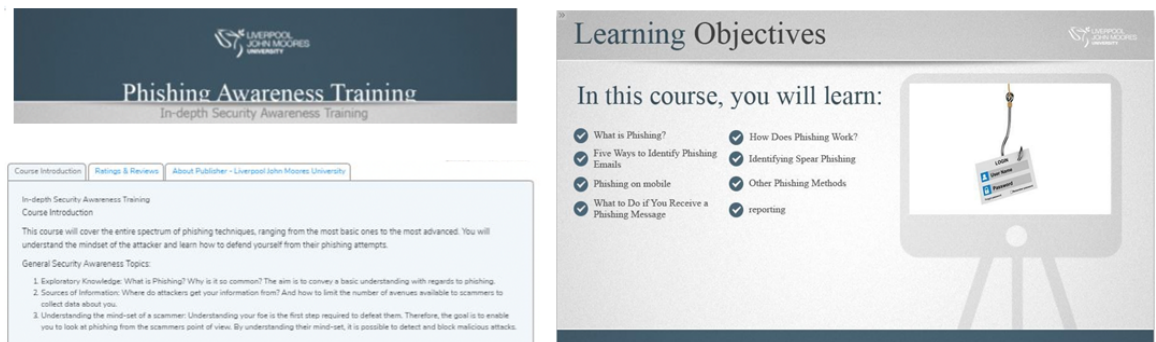 LIVERPOOL
JOHN MOORES
UNIVERSITY
Phishing Awareness Training
In-depth Security Awareness Training
Course Introduction
Ratings & Reviews
About Publisher - Liverpool John Moores University
In-depth Security Awareness Training
Course Introduction
This course will cover the entire spectrum of phishing techniques, ranging from the most basic ones to the most advanced. You will
understand the mindset of the attacker and learn how to defend yourself from their phishing attempts.
General Security Awareness Topics:
1. Exploratory Knowledge: What is Phishing? Why is it so common? The aim is to convey a basic understanding with regards to phishing.
2. Sources of Information: Where do attackers get your information from? And how to limit the number of avenues available to scammers to
collect data about you.
3. Understanding the mind-set of a scammer: Understanding your foe is the first step required to defeat them. Therefore, the goal is to enable
you to look at phishing from the scammers point of view. By understanding their mind-set, it is possible to detect and block malicious attacks.
Learning Objectives
LIVERPOOL
JOHN MOORES
UNIVERSITY
In this course, you will learn:
What is Phishing?
Five Ways to Identify Phishing
Emails
Phishing on mobile
What to Do if You Receive a
Phishing Message
How Does Phishing Work?
Identifying Spear Phishing
Other Phishing Methods
reporting
LOGIN
User Name
Password